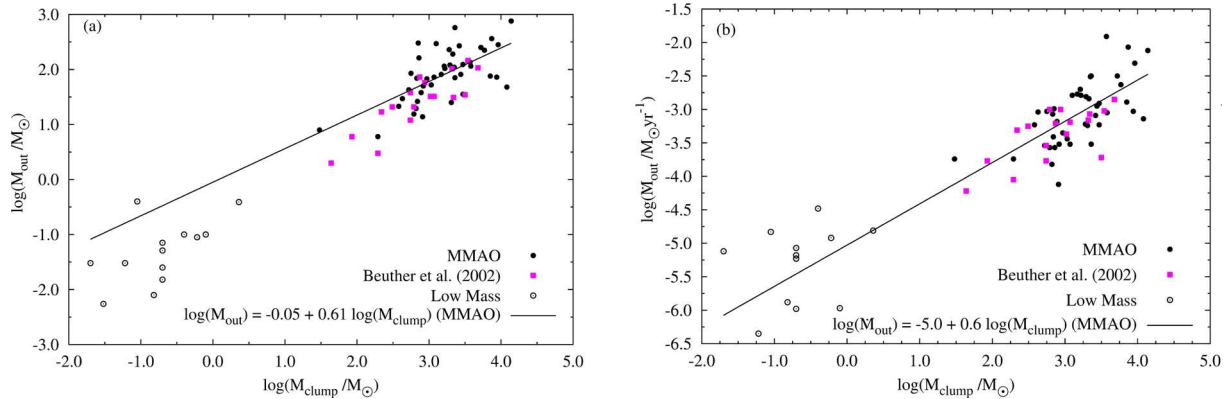 (a)
3.0
2.0
1.0
0.0
-1.0
-2.0
-3.0
log(M_out /M_⊙)
MMAO
Beuther et al. (2002)
Low Mass
log(M_out) = -0.05 + 0.61 log(M_clump) (MMAO)
-2.0 -1.0 0.0 1.0 2.0 3.0 4.0 5.0
log(M_clump /M_⊙)
(b)
-1.5
-2.0
-2.5
-3.0
-3.5
-4.0
-4.5
-5.0
-5.5
-6.0
-6.5
log(Ṁ_out /M_⊙yr⁻¹)
MMAO
Beuther et al. (2002)
Low Mass
log(Ṁ_out) = -5.0 + 0.6 log(M_clump) (MMAO)
-2.0 -1.0 0.0 1.0 2.0 3.0 4.0 5.0
log(M_clump /M_⊙)